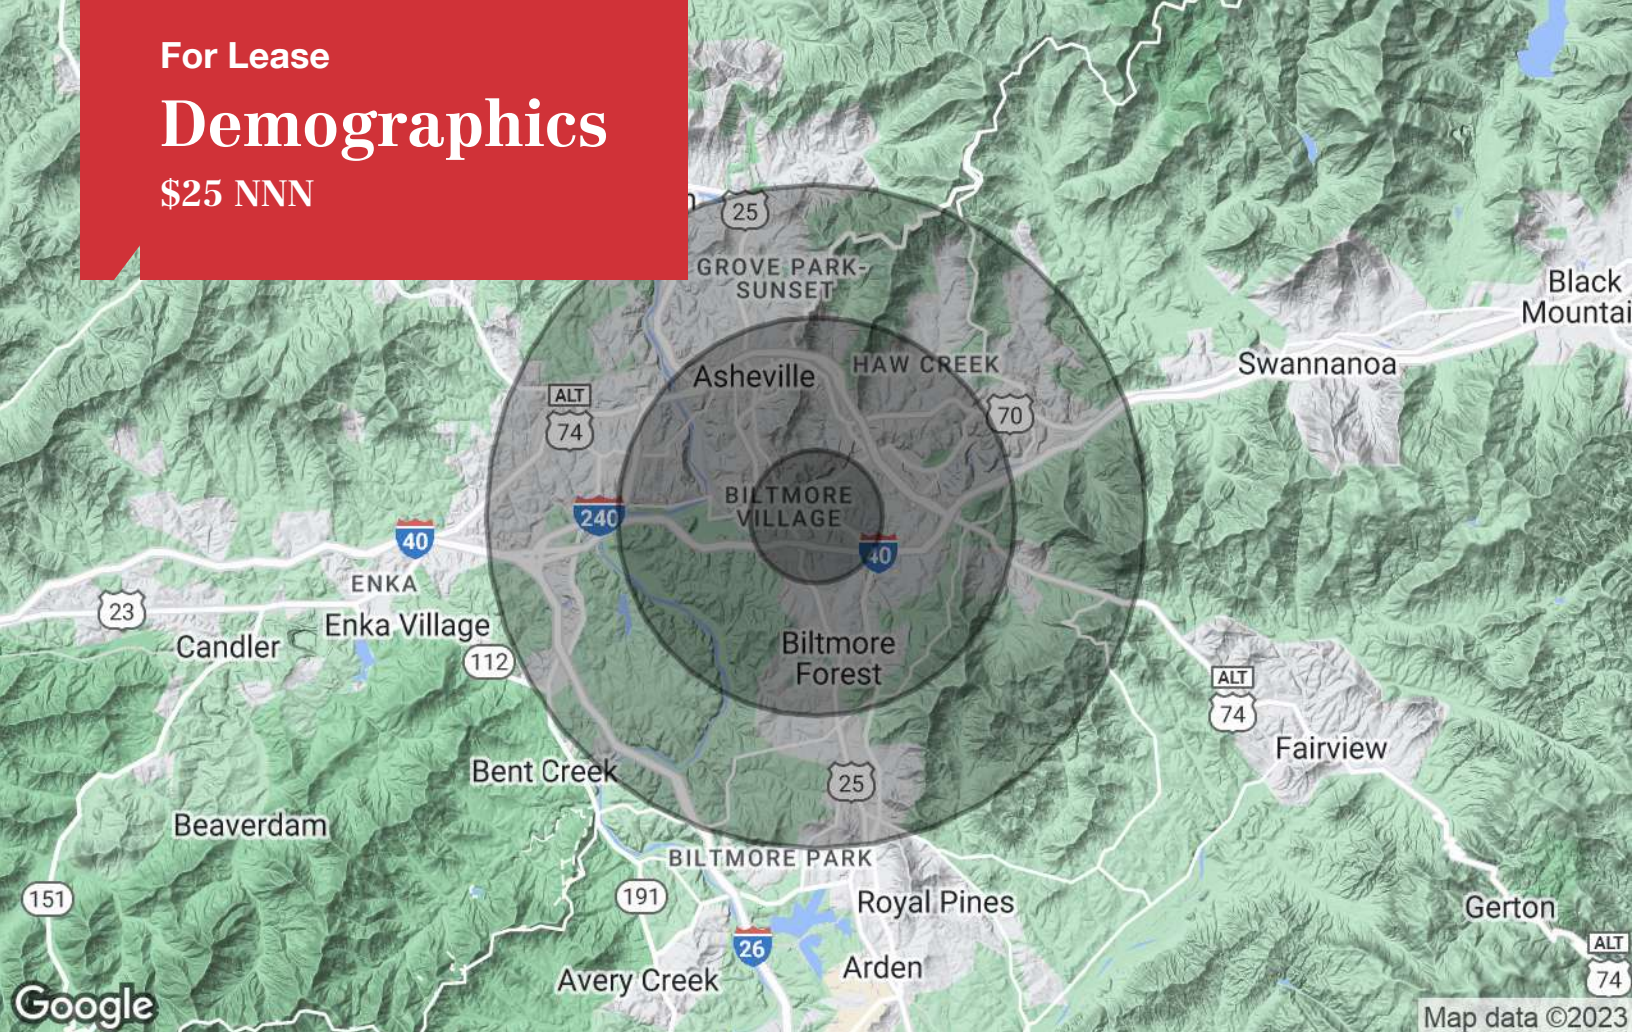 For Lease
Demographics
$25 NNN
25
GROVE PARK-
SUNSET
Black
Mountai
Asheville
HAW CREEK
Swannanoa
ALT
74
70
BILTMORE
VILLAGE
240
40
40
ENKA
23
Enka Village
Candler
112
Biltmore
Forest
ALT
74
Fairview
Bent Creek
25
Beaverdam
BILTMORE PARK
151
191
Royal Pines
Gerton
26
ALT
74
Avery Creek
Arden
Google
Map data ©2023